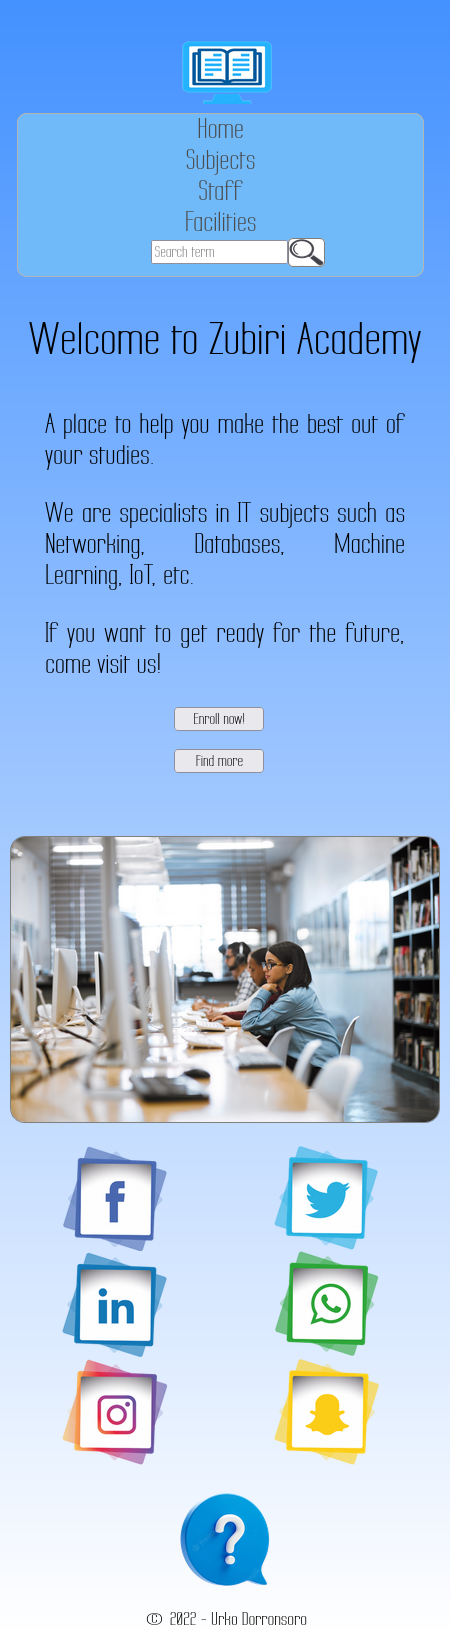 Home
Subjects
Staff
Facilities
Search term
Welcome to Zubiri Academy
A place to help you make the best out of
your studies.
We are specialists in IT subjects such as
Networking, Databases, Machine
Learning, IoT, etc.
If you want to get ready for the future,
come visit us!
Enroll now!
Find more
f
in
?
© 2022 - Urko Dorronsoro